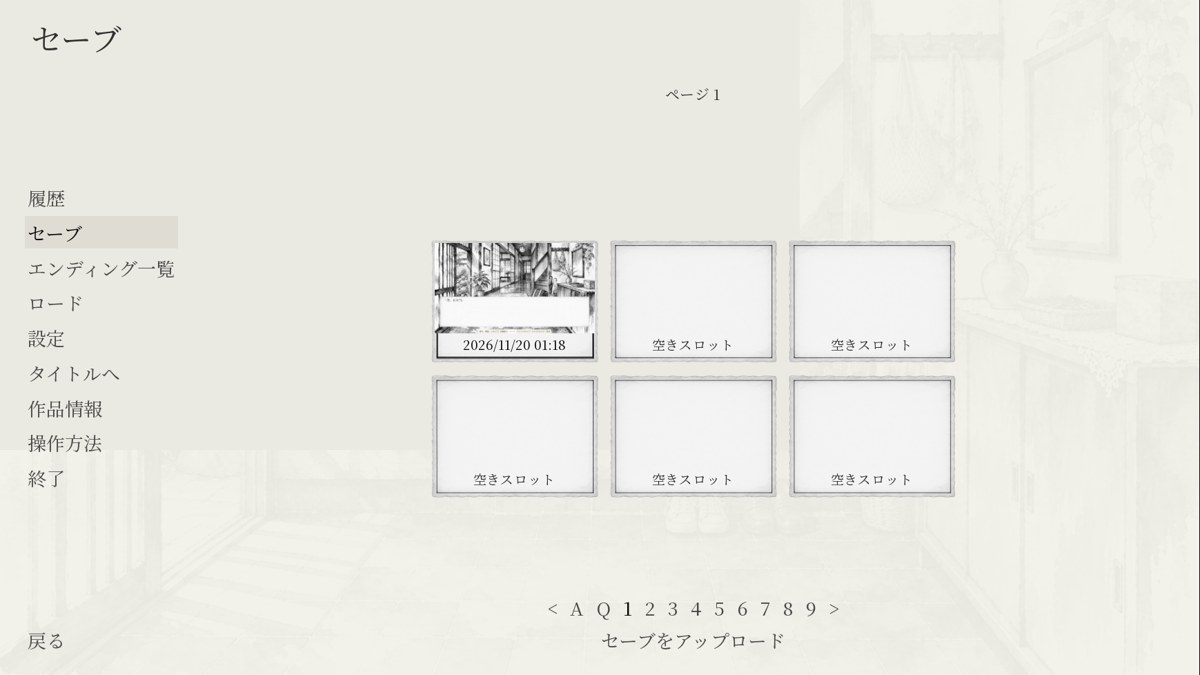 セーブ
ページ 1
履歴
セーブ
エンディング一覧
ロード
設定
タイトルへ
作品情報
操作方法
終了
2026/11/20 01:18
空きスロット
空きスロット
空きスロット
空きスロット
空きスロット
< A Q 1 2 3 4 5 6 7 8 9 >
セーブをアップロード
戻る